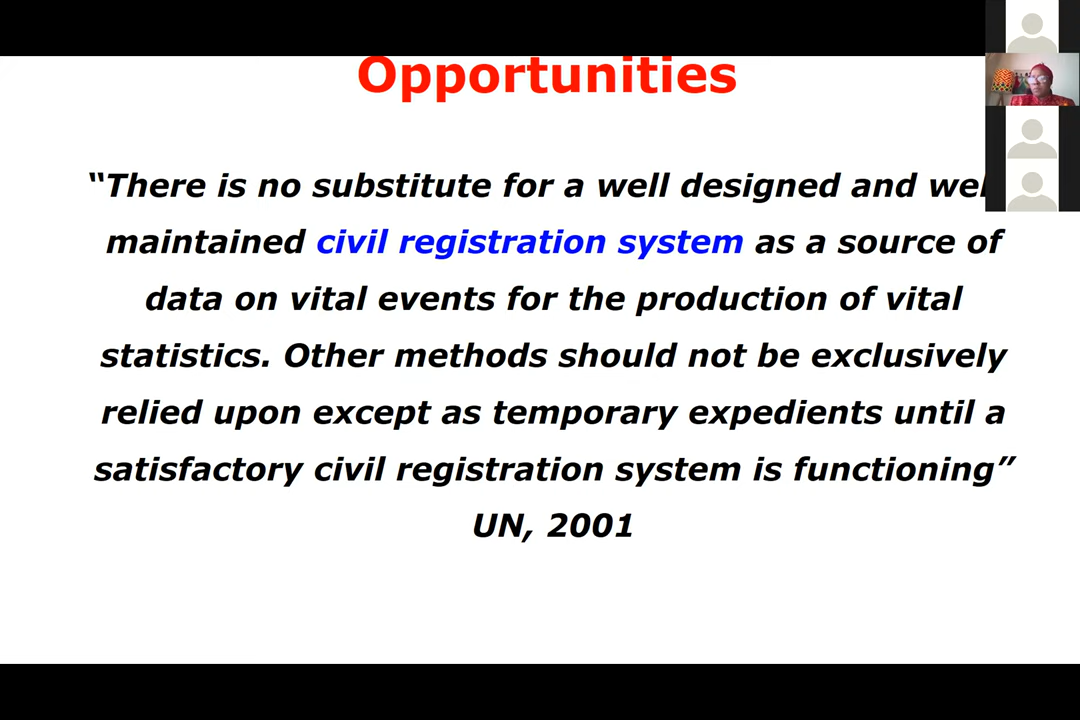 Opportunities
“There is no substitute for a well designed and
maintained civil registration system as a source of
data on vital events for the production of vital
statistics. Other methods should not be exclusively
relied upon except as temporary expedients until a
satisfactory civil registration system is functioning”
UN, 2001